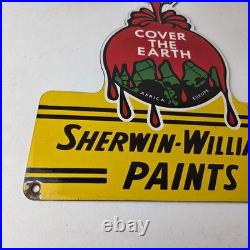 COVER
THE
EARTH
AFRICA EUROPE
SHERWIN-WILLIA
PAINTS